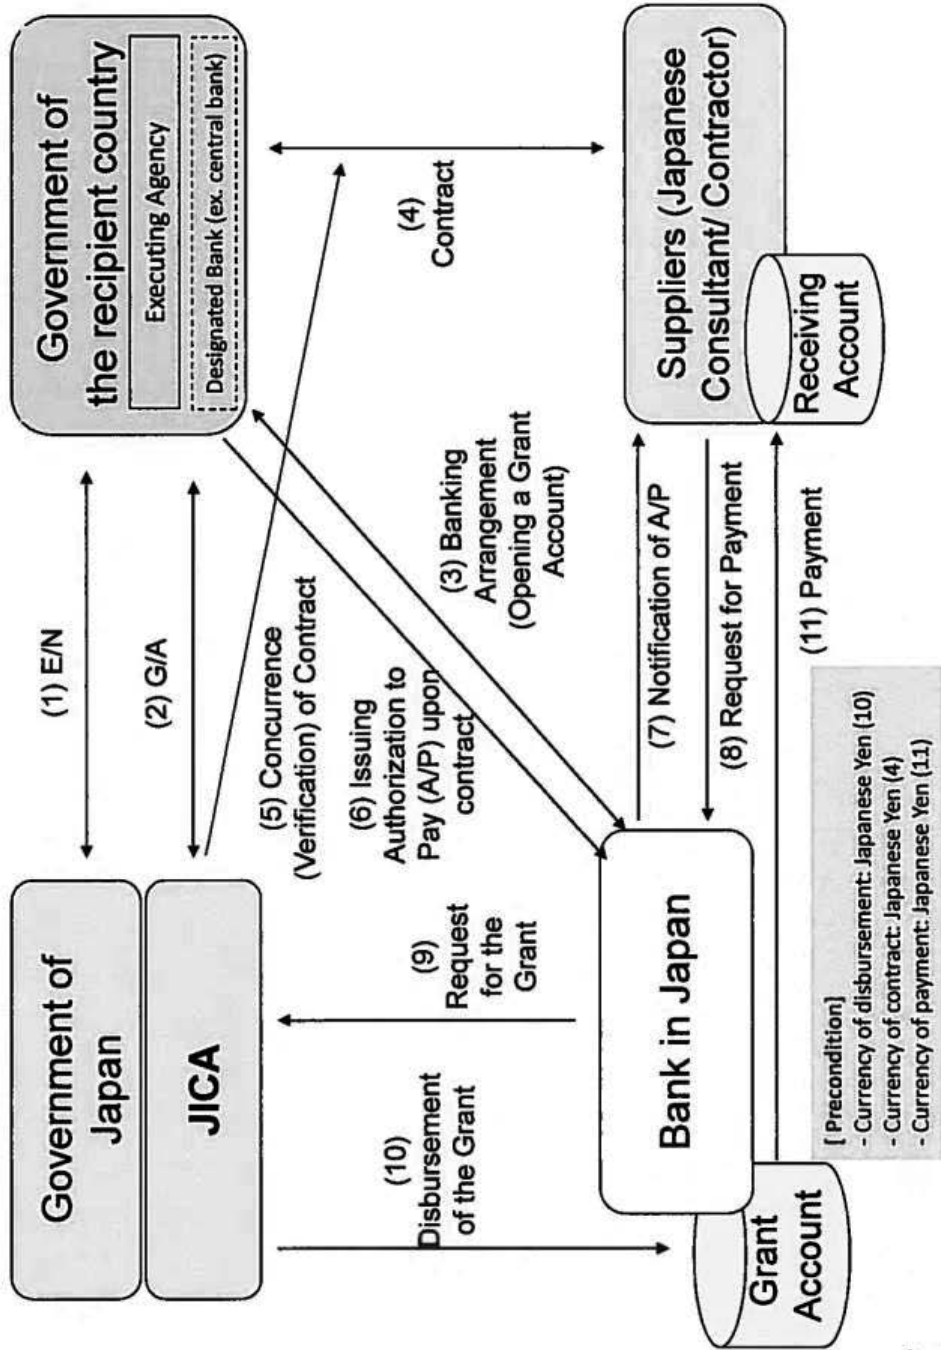 Government of
Japan
JICA
Government of
the recipient country
Executing Agency
Designated Bank (ex. central bank)
(1) E/N
(2) G/A
(5) Concurrence
(Verification) of Contract
(6) Issuing
Authorization to
Pay (A/P) upon
contract
(3) Banking
Arrangement
(Opening a Grant
Account)
(4)
Contract
(9)
Request
for the
Grant
(10)
Disbursement
of the Grant
Bank in Japan
Grant
Account
(7) Notification of A/P
(8) Request for Payment
(11) Payment
Suppliers (Japanese
Consultant/ Contractor)
Receiving
Account
[ Precondition]
- Currency of disbursement: Japanese Yen (10)
- Currency of contract: Japanese Yen (4)
- Currency of payment: Japanese Yen (11)